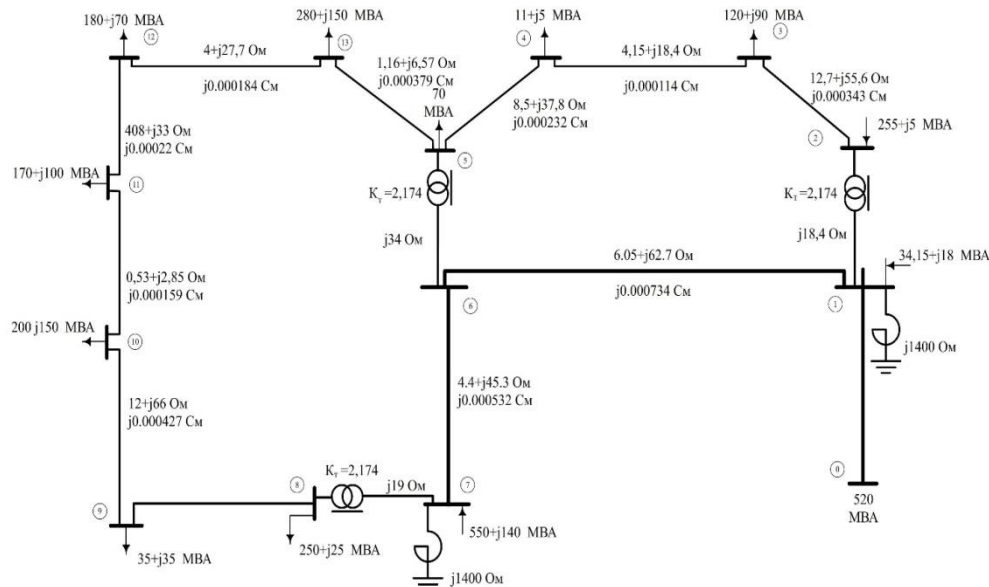 180+j70 МВА
12
280+j150 МВА
13
11+j5 МВА
4
120+j90 МВА
3
4+j27,7 Ом
j0.000184 См
1,16+j6,57 Ом
j0.000379 См
70
МВА
5
4,15+j18,4 Ом
j0.000114 См
8,5+j37,8 Ом
j0.000232 См
12,7+j55,6 Ом
j0.000343 См
255+j5 МВА
2
408+j33 Ом
j0.00022 См
170+j100 МВА
11
Kт =2,174
j34 Ом
Kт =2,174
j18,4 Ом
34,15+j18 МВА
6.05+j62.7 Ом
j0.000734 См
6
1
j1400 Ом
0,53+j2,85 Ом
j0.000159 См
200 j150 МВА
10
4.4+j45.3 Ом
j0.000532 См
12+j66 Ом
j0.000427 См
Kт =2,174
j19 Ом
8
7
9
0
520
МВА
35+j35 МВА
250+j25 МВА
550+j140 МВА
j1400 Ом